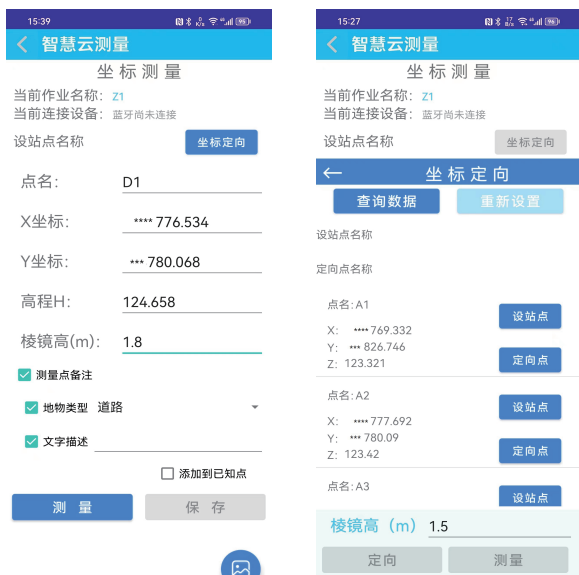 15:39
智慧云测量
坐标测量
当前作业名称: Z1
当前连接设备: 蓝牙尚未连接
设站点名称 坐标定向
点名: D1
X坐标: **** 776.534
Y坐标: *** 780.068
高程H: 124.658
棱镜高(m): 1.8
测量点备注
地物类型 道路
文字描述
添加到已知点
测 量 保 存
15:27
智慧云测量
坐标测量
当前作业名称: Z1
当前连接设备: 蓝牙尚未连接
设站点名称 坐标定向
坐标定向
查询数据 重新设置
设站点名称
定向点名称
点名:A1
设站点
X: **** 769.332
Y: *** 826.746
Z: 123.321
定向点
点名:A2
设站点
X: **** 777.692
Y: *** 780.09
Z: 123.42
定向点
点名:A3
设站点
棱镜高（m） 1.5
定向 测量